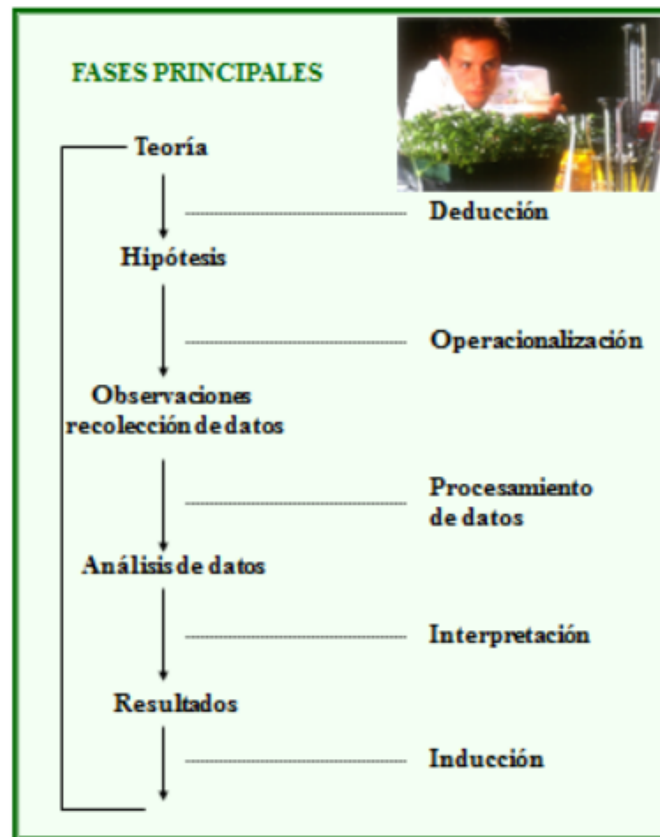 FASES PRINCIPALES
Teoría
Deducción
Hipótesis
Operacionalización
Observaciones
recolección de datos
Procesamiento
de datos
Análisis de datos
Interpretación
Resultados
Inducción